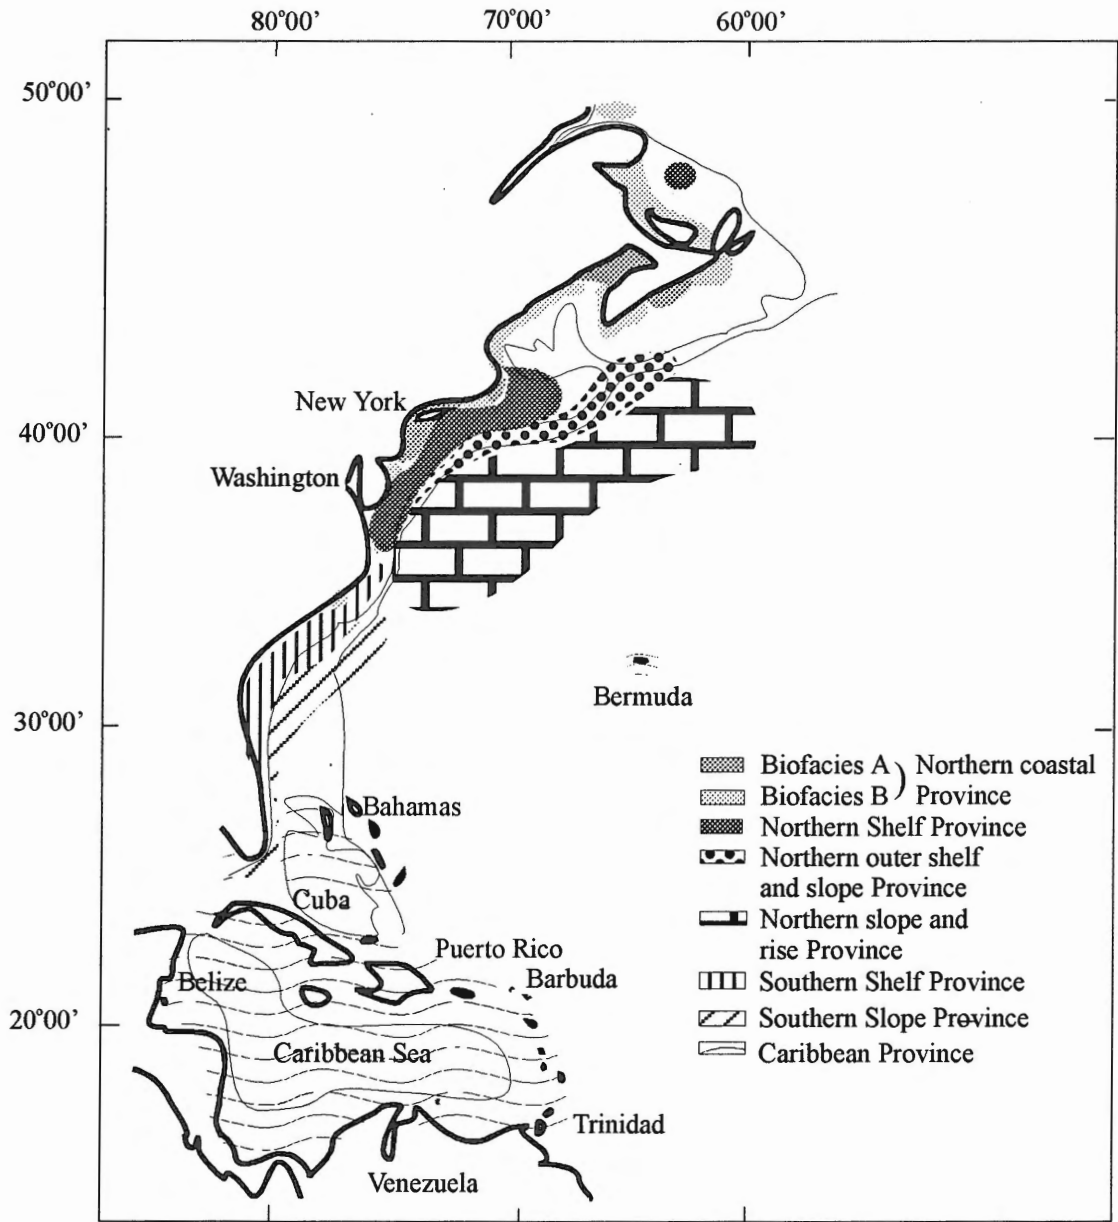 80°00' 70°00' 60°00'
50°00'
New York
40°00'
Washington
Bermuda
30°00'
Biofacies A ) Northern coastal
Biofacies B Province
Bahamas
Northern Shelf Province
Northern outer shelf
and slope Province
Cuba
Northern slope and
rise Province
Puerto Rico
Belize
Barbuda
Southern Shelf Province
20°00'
Southern Slope Province
Caribbean Sea
Caribbean Province
Trinidad
Venezuela